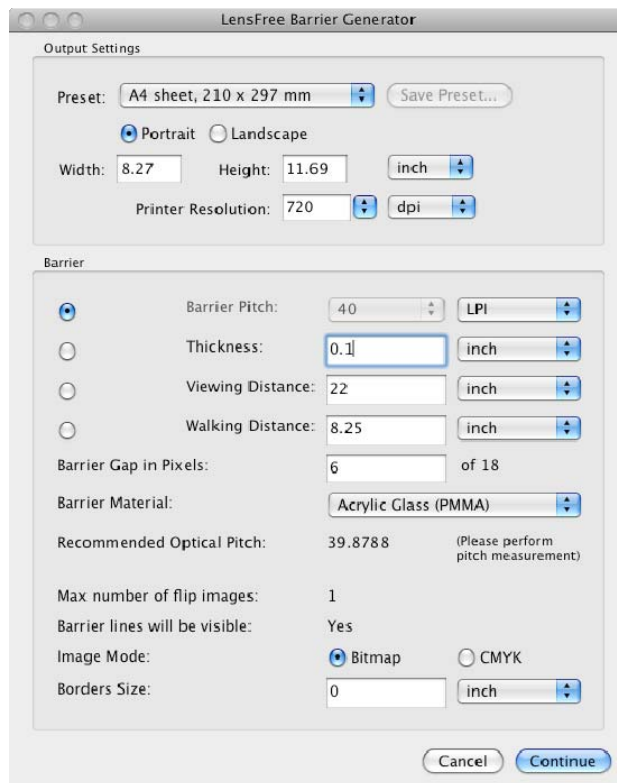 LensFree Barrier Generator
Output Settings
Preset: A4 sheet, 210 x 297 mm Save Preset...
Portrait Landscape
Width: 8.27 Height: 11.69 inch
Printer Resolution: 720 dpi
Barrier
Barrier Pitch: 40 LPI
Thickness: 0.1 inch
Viewing Distance: 22 inch
Walking Distance: 8.25 inch
Barrier Gap in Pixels: 6 of 18
Barrier Material: Acrylic Glass (PMMA)
Recommended Optical Pitch: 39.8788 (Please perform
pitch measurement)
Max number of flip images: 1
Barrier lines will be visible: Yes
Image Mode: Bitmap CMYK
Borders Size: 0 inch
Cancel Continue